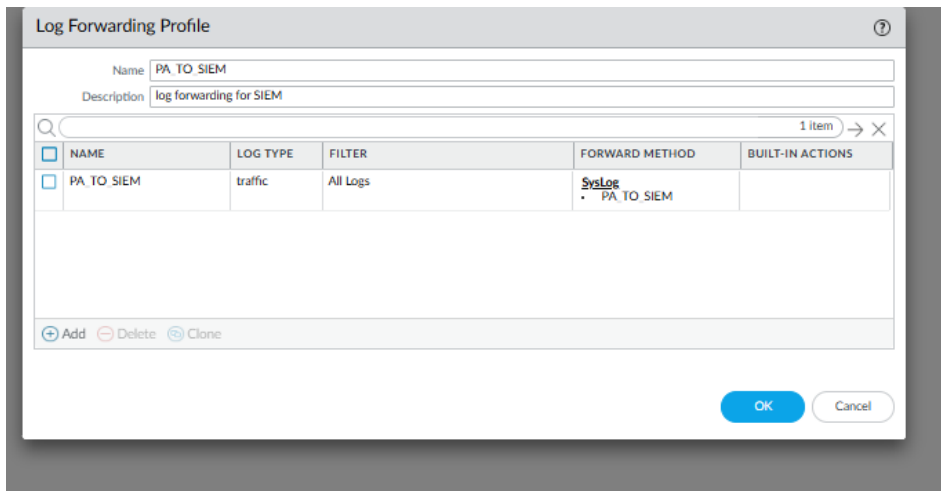 Log Forwarding Profile
Name PA_TO_SIEM
Description log forwarding for SIEM
1 item
NAME LOG TYPE FILTER FORWARD METHOD BUILT-IN ACTIONS
PA_TO_SIEM traffic All Logs SysLog
• PA_TO_SIEM
Add Delete Clone
OK Cancel